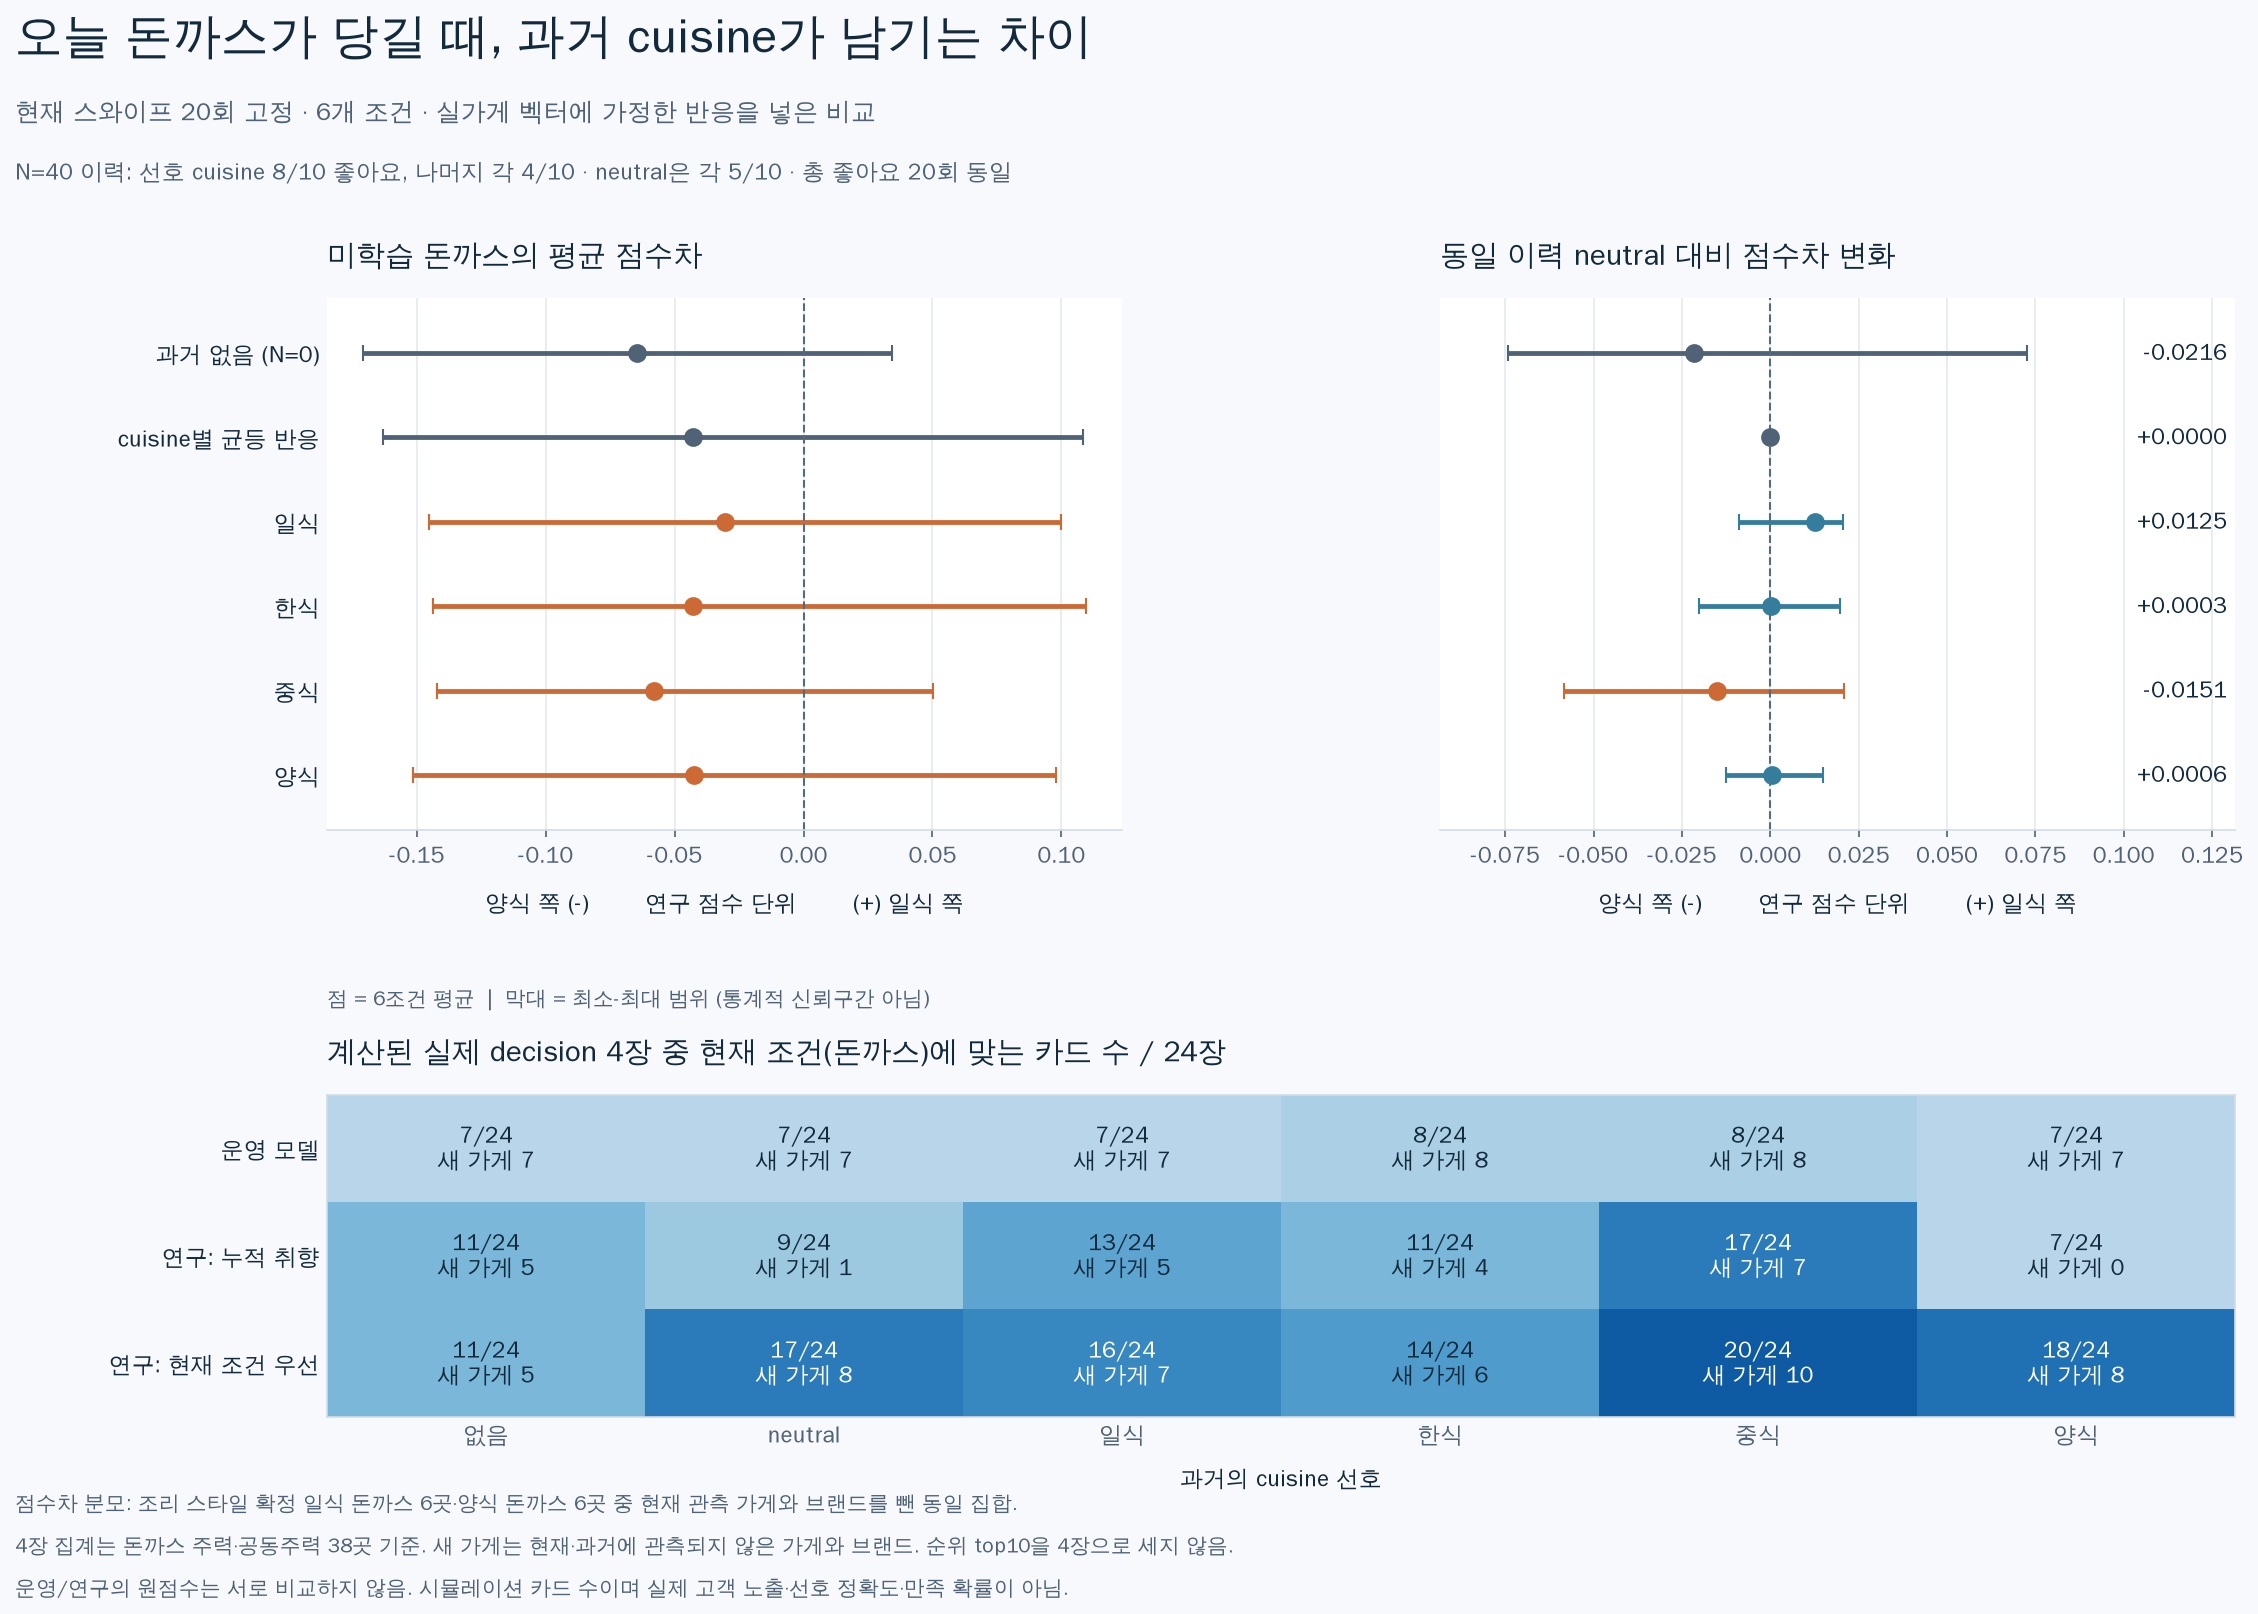 오늘 돈까스가 당길 때, 과거 cuisine가 남기는 차이
현재 스와이프 20회 고정 · 6개 조건 · 실가게 벡터에 가정한 반응을 넣은 비교
N=40 이력: 선호 cuisine 8/10 좋아요, 나머지 각 4/10 · neutral은 각 5/10 · 총 좋아요 20회 동일
미학습 돈까스의 평균 점수차
과거 없음 (N=0)
cuisine별 균등 반응
일식
한식
중식
양식
-0.15 -0.10 -0.05 0.00 0.05 0.10
양식 쪽 (-) 연구 점수 단위 (+) 일식 쪽
동일 이력 neutral 대비 점수차 변화
-0.0216
+0.0000
+0.0125
+0.0003
-0.0151
+0.0006
-0.075 -0.050 -0.025 0.000 0.025 0.050 0.075 0.100 0.125
양식 쪽 (-) 연구 점수 단위 (+) 일식 쪽
점 = 6조건 평균 | 막대 = 최소-최대 범위 (통계적 신뢰구간 아님)
계산된 실제 decision 4장 중 현재 조건(돈까스)에 맞는 카드 수 / 24장
운영 모델
7/24 7/24 7/24 8/24 8/24 7/24
새 가게 7 새 가게 7 새 가게 7 새 가게 8 새 가게 8 새 가게 7
연구: 누적 취향
11/24 9/24 13/24 11/24 17/24 7/24
새 가게 5 새 가게 1 새 가게 5 새 가게 4 새 가게 7 새 가게 0
연구: 현재 조건 우선
11/24 17/24 16/24 14/24 20/24 18/24
새 가게 5 새 가게 8 새 가게 7 새 가게 6 새 가게 10 새 가게 8
없음 neutral 일식 한식 중식 양식
과거의 cuisine 선호
점수차 분모: 조리 스타일 확정 일식 돈까스 6곳·양식 돈까스 6곳 중 현재 관측 가게와 브랜드를 뺀 동일 집합.
4장 집계는 돈까스 주력·공동주력 38곳 기준. 새 가게는 현재·과거에 관측되지 않은 가게와 브랜드. 순위 top10을 4장으로 세지 않음.
운영/연구의 원점수는 서로 비교하지 않음. 시뮬레이션 카드 수이며 실제 고객 노출·선호 정확도·만족 확률이 아님.